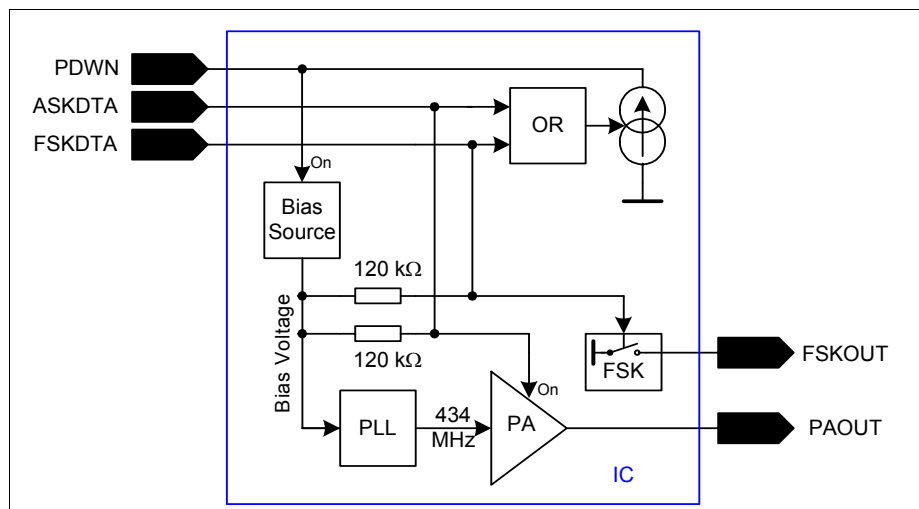 PDWN
ASKDTA
FSKDTA
OR
On
Bias
Source
120 kΩ
Bias Voltage
120 kΩ
FSK
FSKOUT
On
PLL
434
MHz
PA
PAOUT
IC